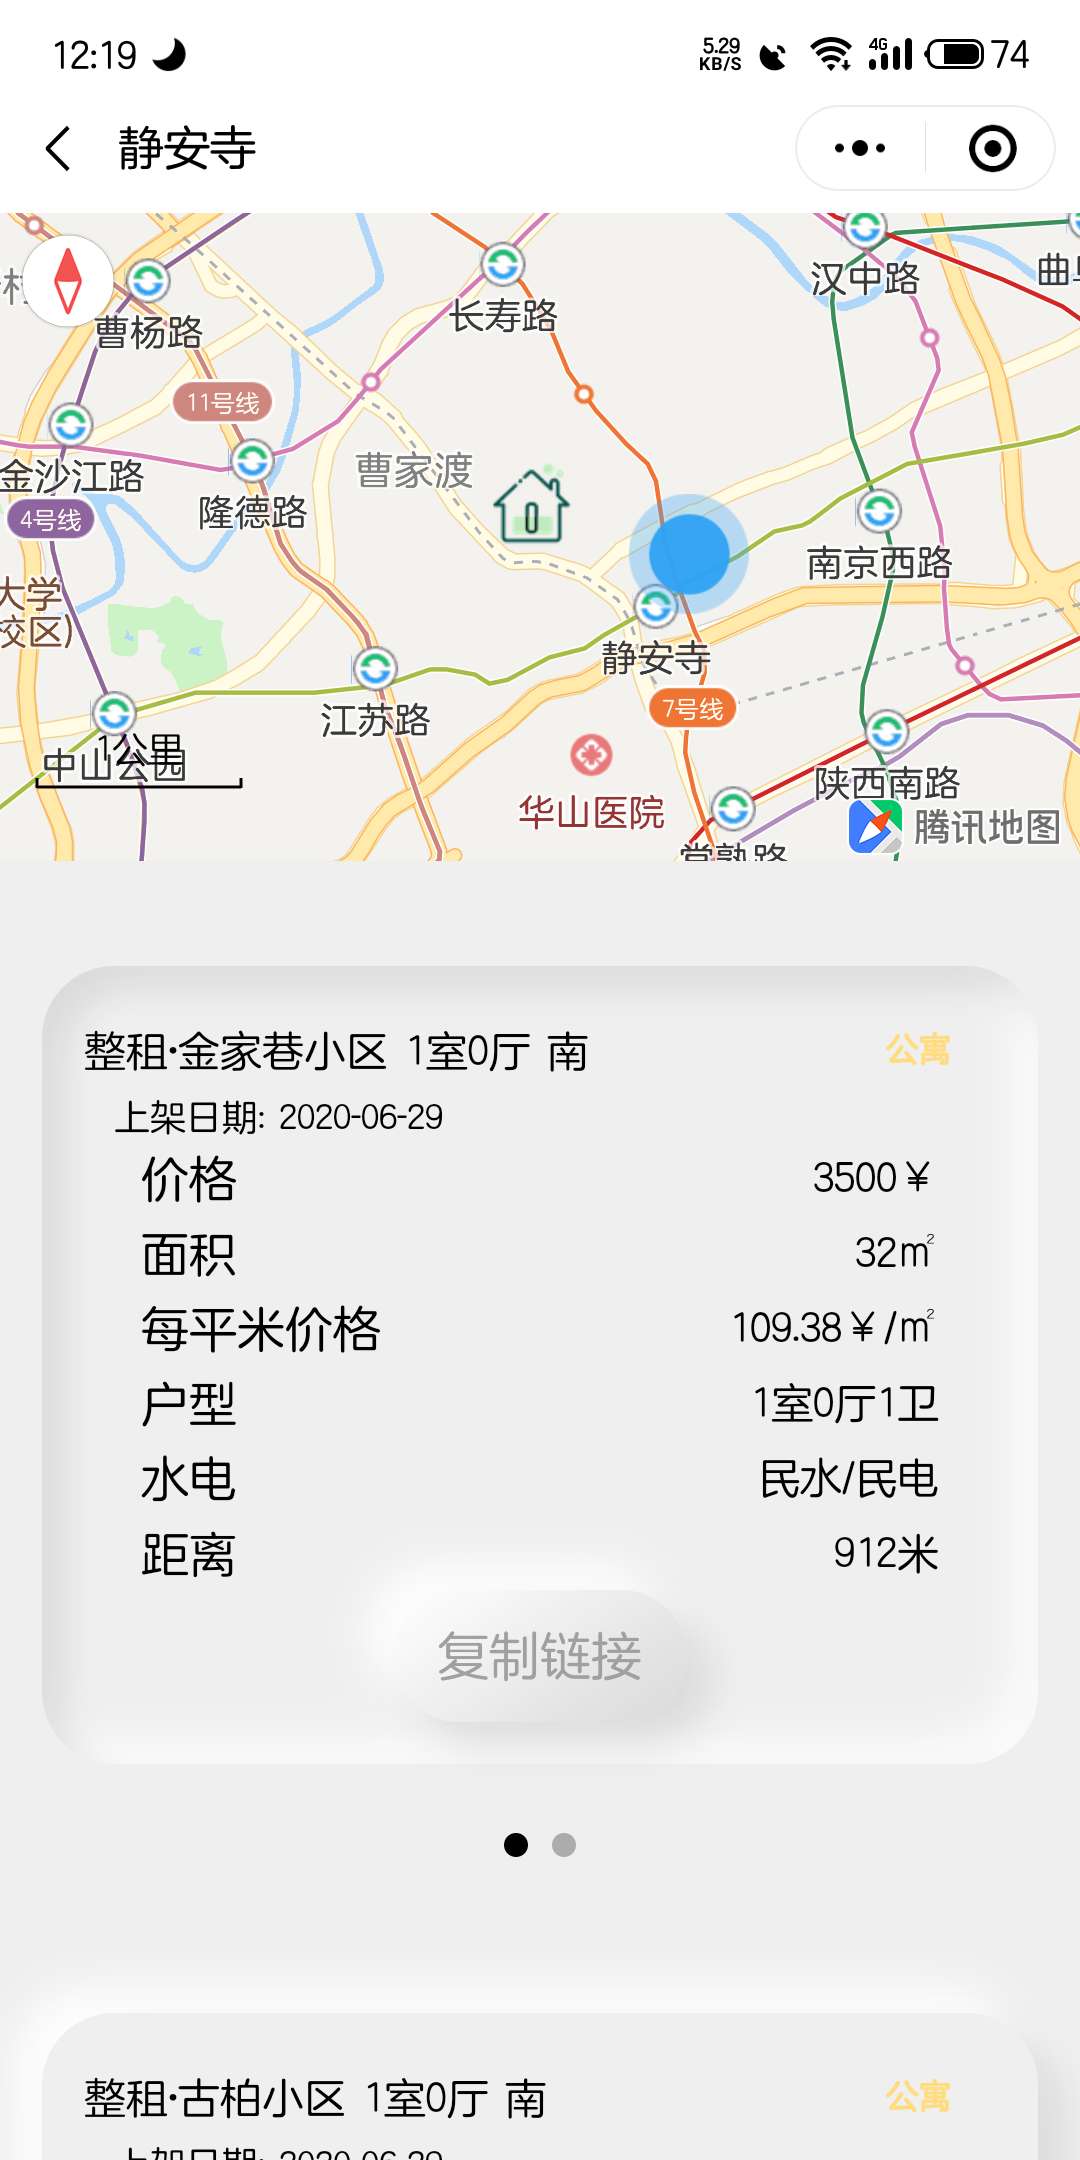 12:19
5.29
KB/S
4G
74
静安寺
汉中路
曹杨路
长寿路
11号线
金沙江路
曹家渡
隆德路
4号线
南京西路
大学
校区)
静安寺
江苏路
7号线
1公里
中山公园
陕西南路
华山医院
腾讯地图
常熟路
整租·金家巷小区 1室0厅 南
公寓
上架日期: 2020-06-29
价格
3500￥
面积
32㎡
每平米价格
109.38￥/㎡
户型
1室0厅1卫
水电
民水/民电
距离
912米
复制链接
整租·古柏小区 1室0厅 南
公寓
上架日期: 2020-06-29